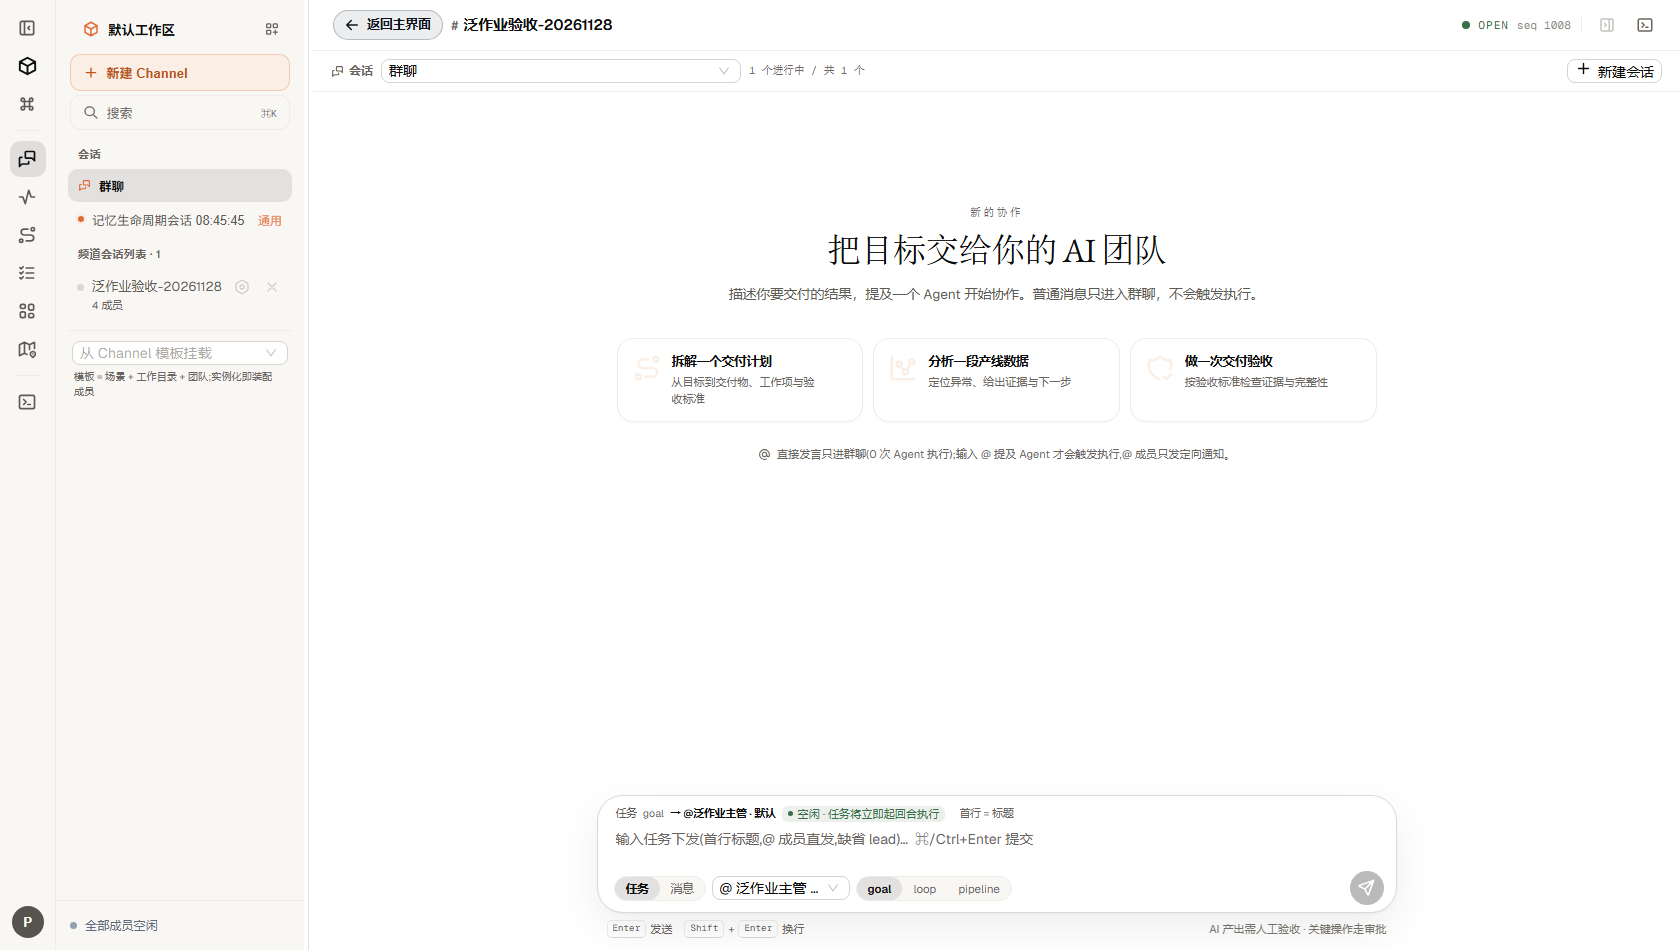 默认工作区
+ 新建 Channel
搜索 ⌘K
会话
群聊
记忆生命周期会话 08:45:45 通用
频道会话列表 · 1
泛作业验收-20261128
4 成员
从 Channel 模板挂载
模板 = 场景 + 工作目录 + 团队;实例化即装配
成员
P
全部成员空闲
← 返回主界面 # 泛作业验收-20261128
OPEN seq 1008
会话 群聊 1 个进行中 / 共 1 个
+ 新建会话
新的协作
把目标交给你的 AI 团队
描述你要交付的结果，提及一个 Agent 开始协作。普通消息只进入群聊，不会触发执行。
拆解一个交付计划
从目标到交付物、工作项与验
收标准
分析一段产线数据
定位异常、给出证据与下一步
做一次交付验收
按验收标准检查证据与完整性
@ 直接发言只进群聊(0 次 Agent 执行);输入 @ 提及 Agent 才会触发执行,@ 成员只发定向通知。
任务 goal → @泛作业主管 · 默认 空闲 · 任务将立即起回合执行 首行 = 标题
输入任务下发(首行标题,@ 成员直发,缺省 lead)... ⌘/Ctrl+Enter 提交
任务 消息 @ 泛作业主管 ... goal loop pipeline
Enter 发送 Shift + Enter 换行
AI 产出需人工验收 · 关键操作走审批